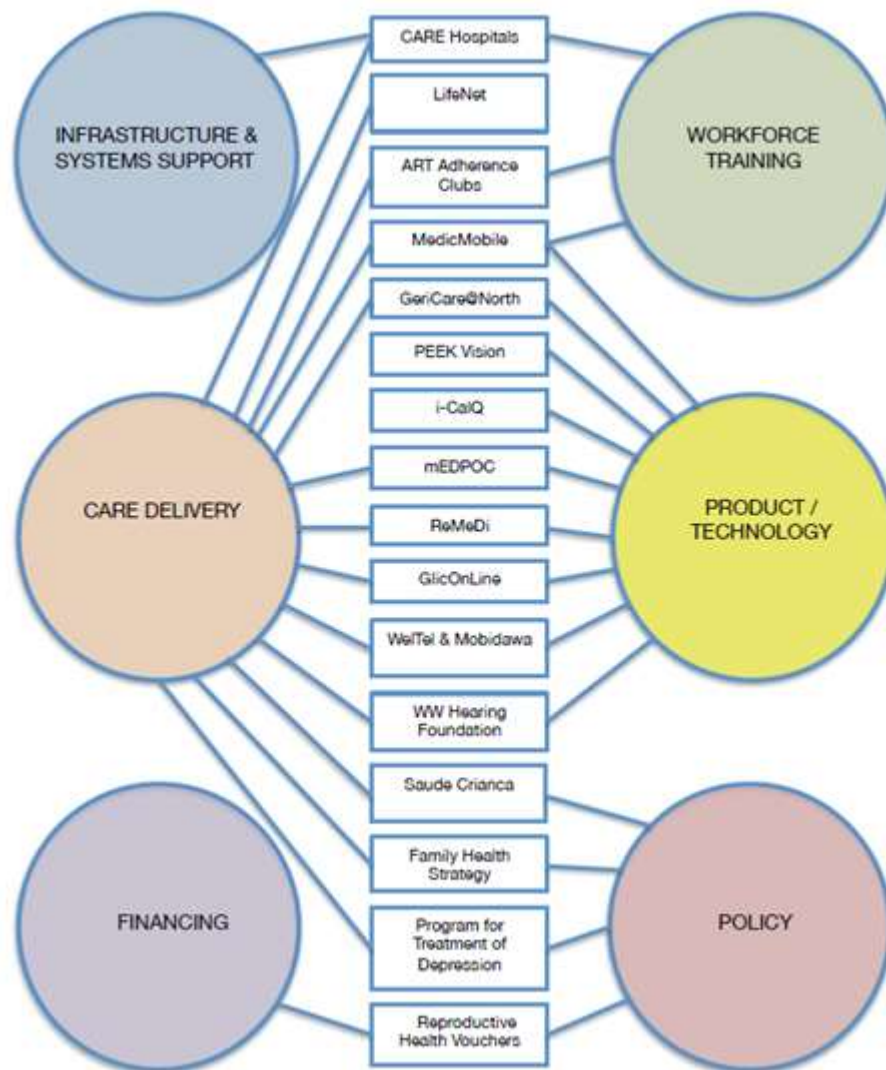 CARE Hospitals
LifeNet
INFRASTRUCTURE &
SYSTEMS SUPPORT
WORKFORCE
TRAINING
ART Adherence
Clubs
MedicMobile
GeriCare@North
PEEK Vision
i-CalQ
mEDPOC
CARE DELIVERY
PRODUCT /
TECHNOLOGY
ReMeDi
GlicOnLine
WelTel & Mobidawa
WW Hearing
Foundation
Saude Crianca
Family Health
Strategy
FINANCING
POLICY
Program for
Treatment of
Depression
Reproductive
Health Vouchers